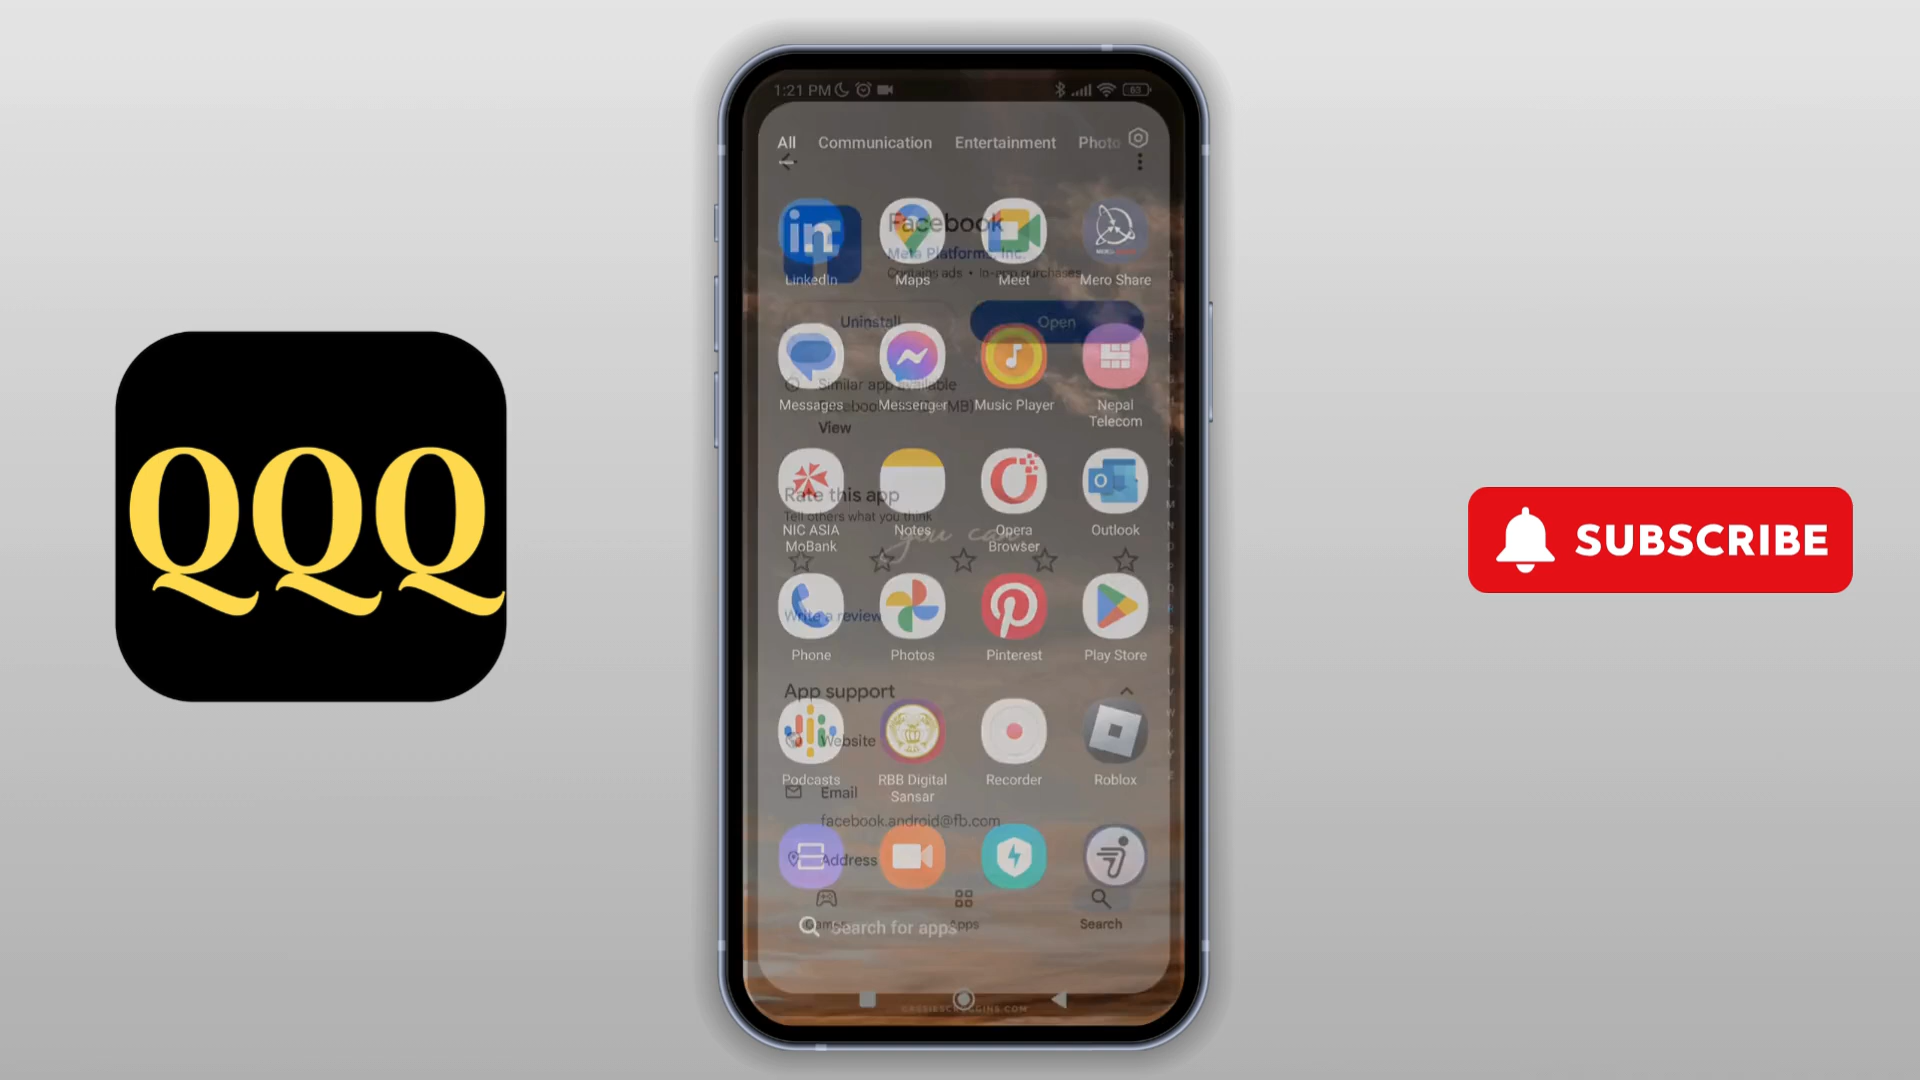 1:21 PM
63
All Communication Entertainment Photo
Facebook
Meta Platforms, Inc.
Contains ads • In-app purchases
LinkedIn Maps Meet Mero Share
Uninstall Open
Similar app available
Messages Messenger Music Player Nepal Telecom
View
Rate this app
Tell others what you think
you can
NIC ASIA MoBank Notes Opera Browser Outlook
Write a review
Phone Photos Pinterest Play Store
App support
Website
Podcasts RBB Digital Sansar Recorder Roblox
Email
facebook.android@fb.com
Address
Search for apps
Apps
Search
QQQ
SUBSCRIBE